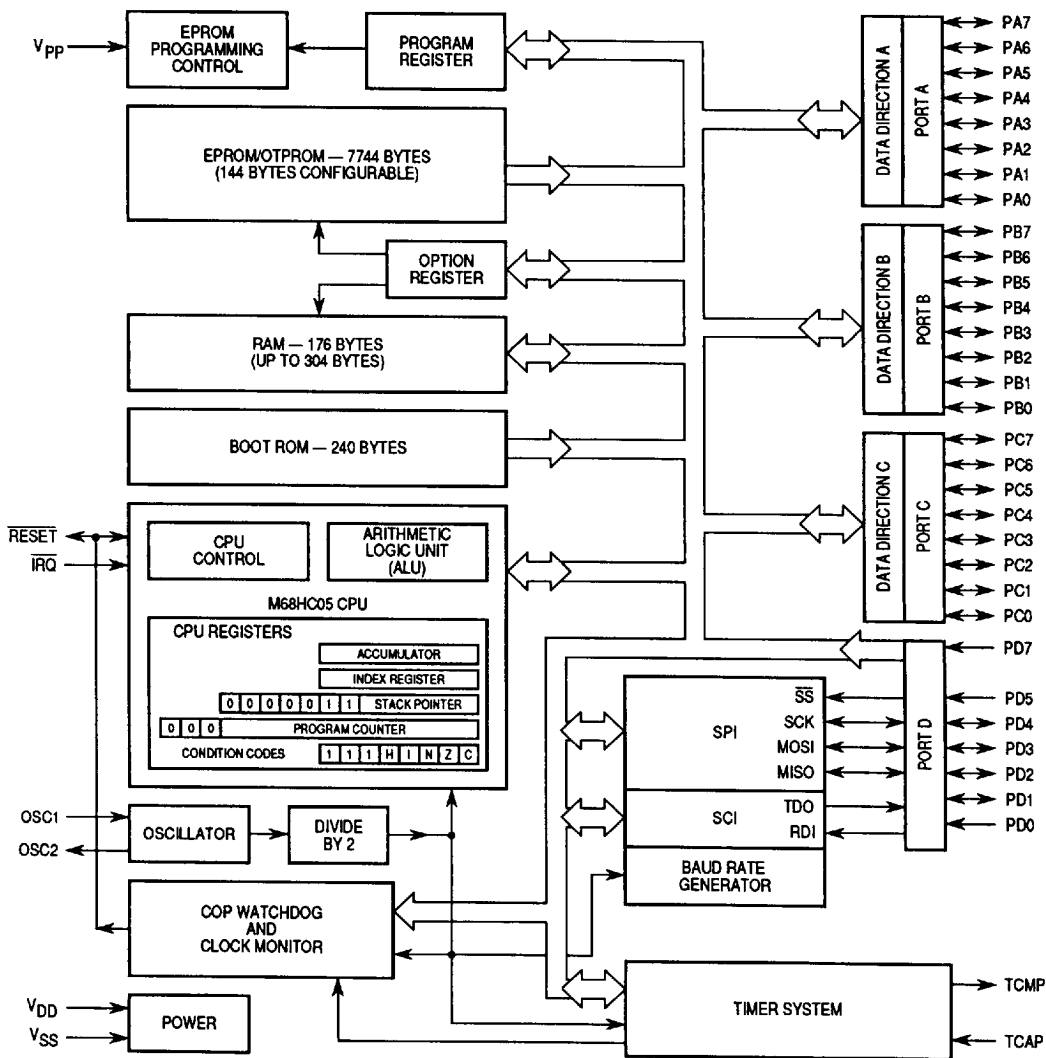 V PP
EPROM
PROGRAMMING
CONTROL
PROGRAM
REGISTER
EPROM/OTPROM — 7744 BYTES
(144 BYTES CONFIGURABLE)
OPTION
REGISTER
RAM — 176 BYTES
(UP TO 304 BYTES)
BOOT ROM — 240 BYTES
RESET
IRQ
CPU
CONTROL
ARITHMETIC
LOGIC UNIT
(ALU)
M68HC05 CPU
CPU REGISTERS
ACCUMULATOR
INDEX REGISTER
0 0 0 0 0 1 1 STACK POINTER
0 0 0 PROGRAM COUNTER
CONDITION CODES 1 1 1 H I N Z C
OSC1
OSC2
OSCILLATOR
DIVIDE
BY 2
COP WATCHDOG
AND
CLOCK MONITOR
VDD
VSS
POWER
DATA DIRECTION A
PORT A
PA7
PA6
PA5
PA4
PA3
PA2
PA1
PA0
DATA DIRECTION B
PORT B
PB7
PB6
PB5
PB4
PB3
PB2
PB1
PB0
DATA DIRECTION C
PORT C
PC7
PC6
PC5
PC4
PC3
PC2
PC1
PC0
SPI
SS
SCK
MOSI
MISO
SCI
TDO
RDI
BAUD RATE
GENERATOR
PORT D
PD7
PD5
PD4
PD3
PD2
PD1
PD0
TIMER SYSTEM
TCMP
TCAP